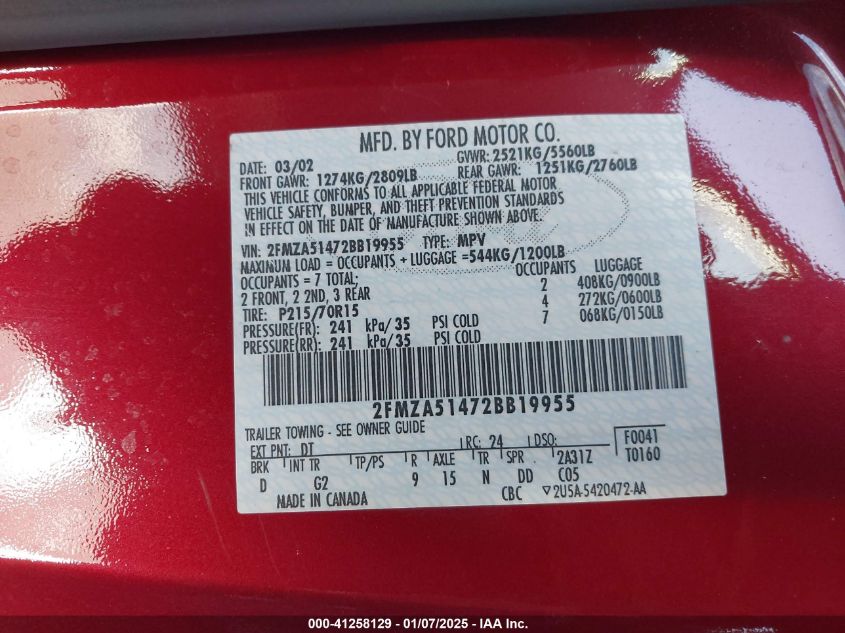 MFD. BY FORD MOTOR CO.
DATE: 03/02 GVWR: 2521KG/5560LB
FRONT GAWR: 1274KG/2809LB REAR GAWR: 1251KG/2760LB
THIS VEHICLE CONFORMS TO ALL APPLICABLE FEDERAL MOTOR
VEHICLE SAFETY, BUMPER, AND THEFT PREVENTION STANDARDS
IN EFFECT ON THE DATE OF MANUFACTURE SHOWN ABOVE.
VIN: 2FMZA51472BB19955 TYPE: MPV
MAXIMUM LOAD = OCCUPANTS + LUGGAGE =544KG/1200LB
OCCUPANTS = 7 TOTAL; OCCUPANTS LUGGAGE
2 FRONT, 2 2ND, 3 REAR 2 408KG/0900LB
TIRE: P215/70R15 4 272KG/0600LB
PRESSURE(FR): 241 kPa/35 PSI COLD 7 068KG/0150LB
PRESSURE(RR): 241 kPa/35 PSI COLD
2FMZA51472BB19955
TRAILER TOWING - SEE OWNER GUIDE
EXT PNT: DT RC: 24 DSO: F0041
BRK INT TR TP/PS R AXLE TR SPR 2A31Z T0160
D G2 9 15 N DD C05
MADE IN CANADA CBC ▽2U5A-5420472-AA
000-41258129 - 01/07/2025 - IAA Inc.